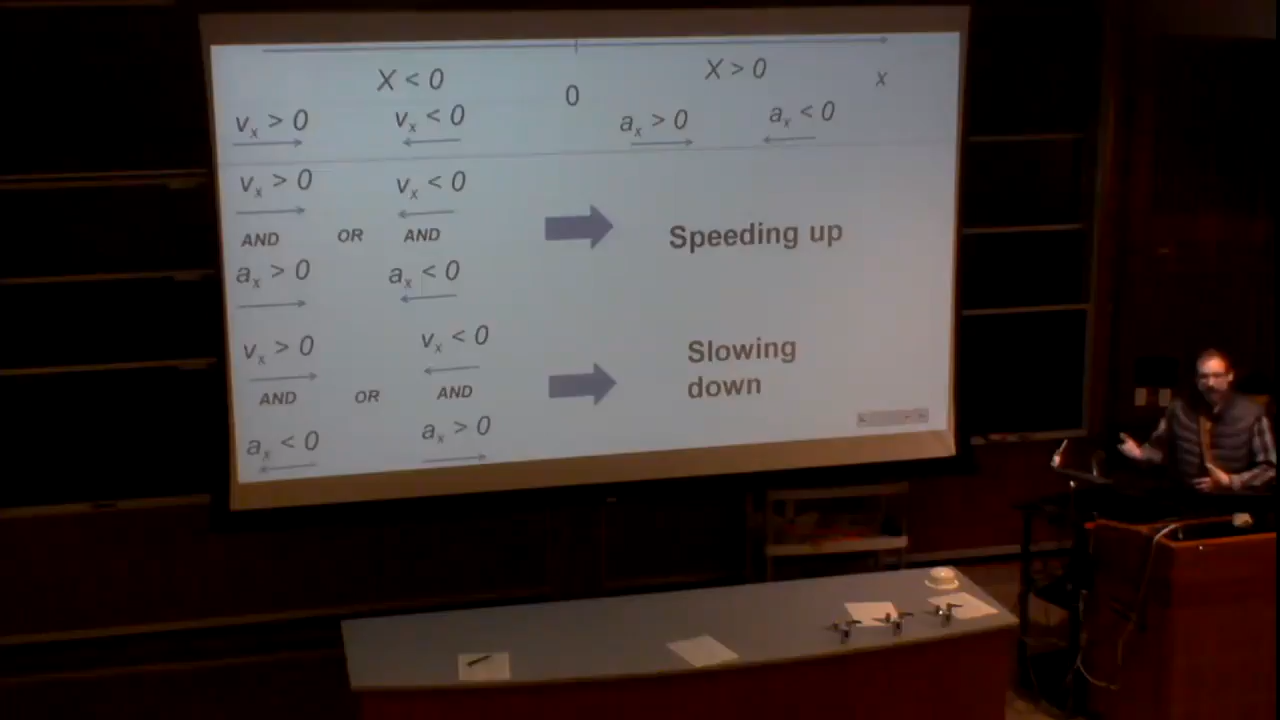 X < 0 X > 0
0 x
vₓ > 0 vₓ < 0 aₓ > 0 aₓ < 0
vₓ > 0 vₓ < 0
AND OR AND Speeding up
aₓ > 0 aₓ < 0
vₓ > 0 vₓ < 0 Slowing
AND OR AND down
aₓ < 0 aₓ > 0